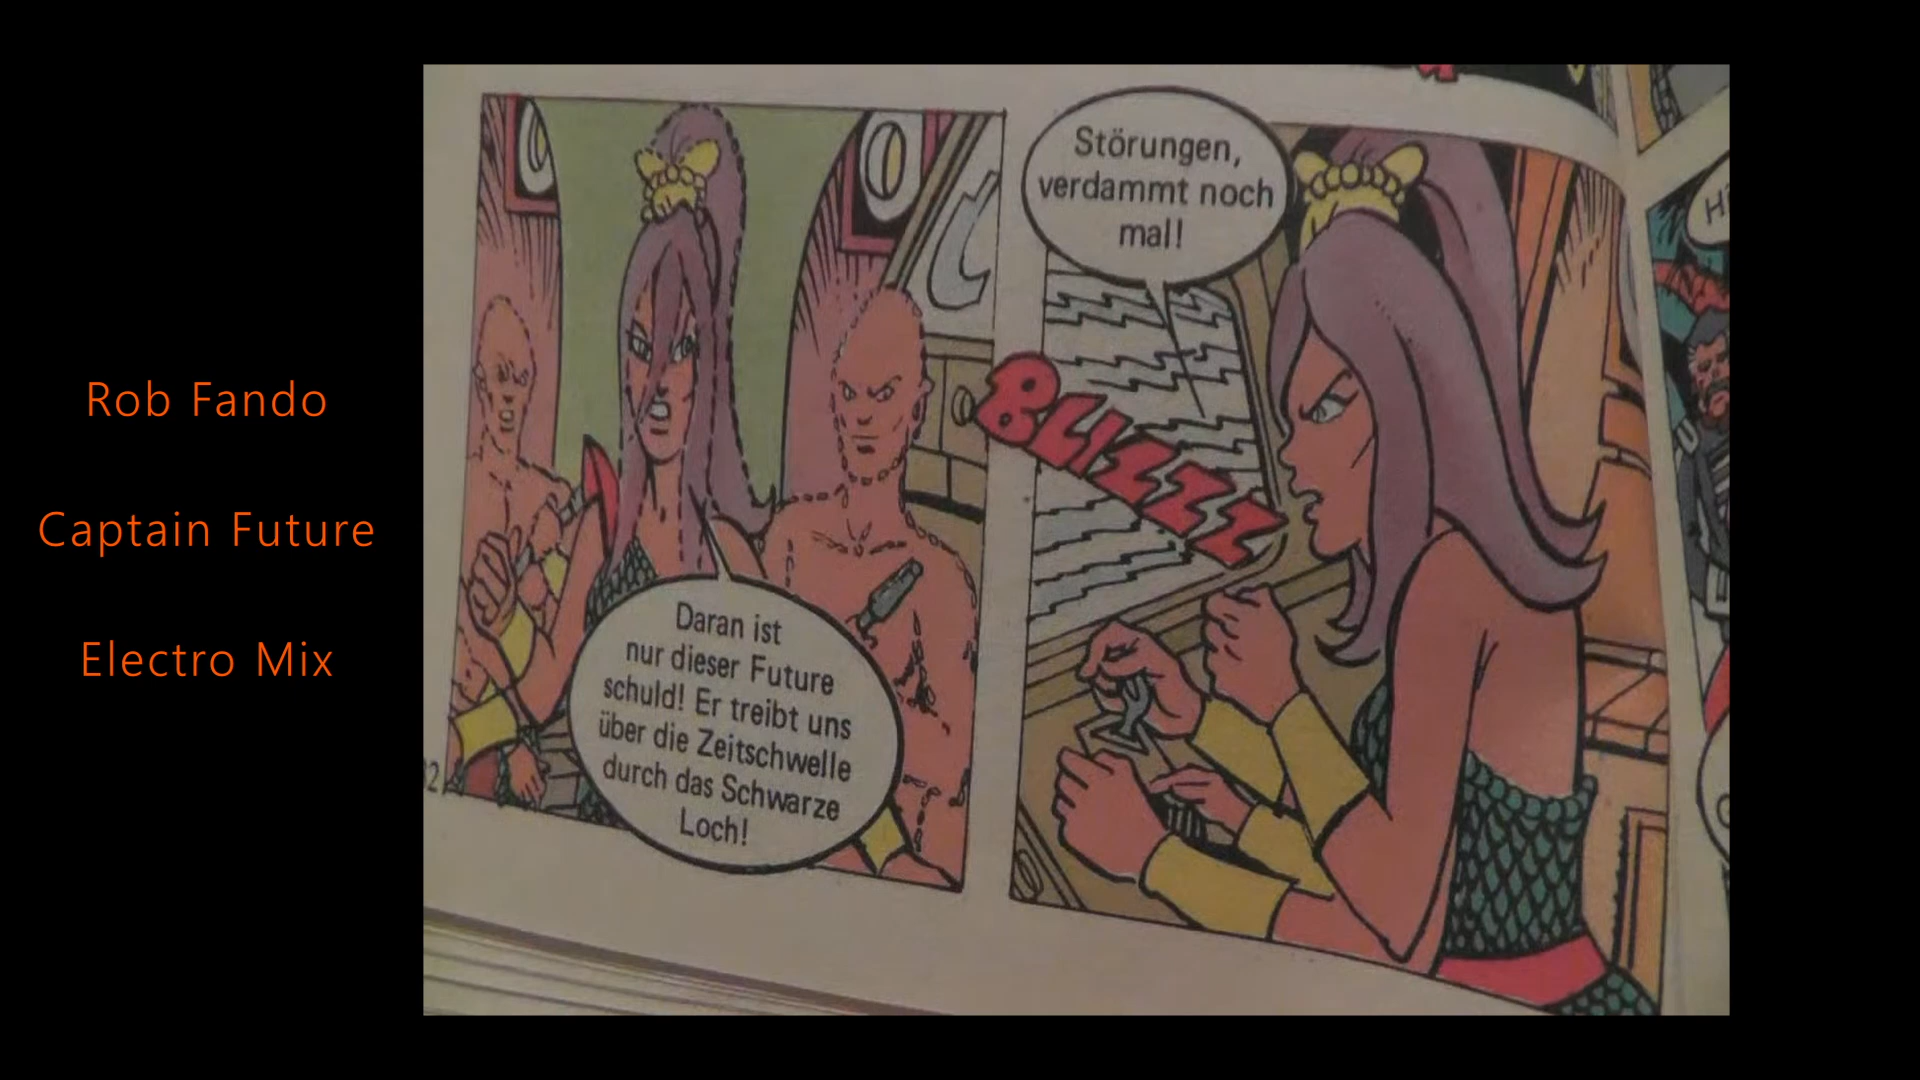 Rob Fando
Captain Future
Electro Mix
Daran ist
nur dieser Future
schuld! Er treibt uns
über die Zeitschwelle
durch das Schwarze
Loch!
Störungen,
verdammt noch
mal!
BLIZZZ